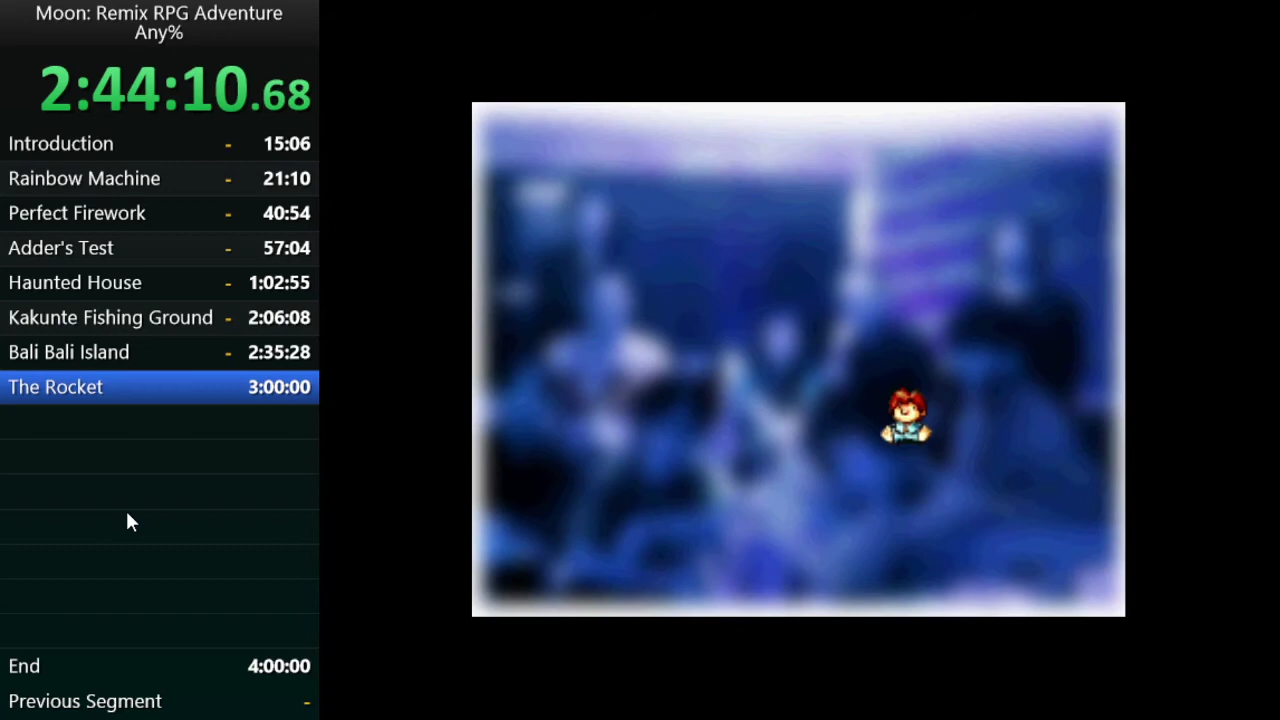 Moon: Remix RPG Adventure
Any%
2:44:10.68
Introduction - 15:06
Rainbow Machine - 21:10
Perfect Firework - 40:54
Adder's Test - 57:04
Haunted House - 1:02:55
Kakunte Fishing Ground - 2:06:08
Bali Bali Island - 2:35:28
The Rocket 3:00:00
End 4:00:00
Previous Segment -